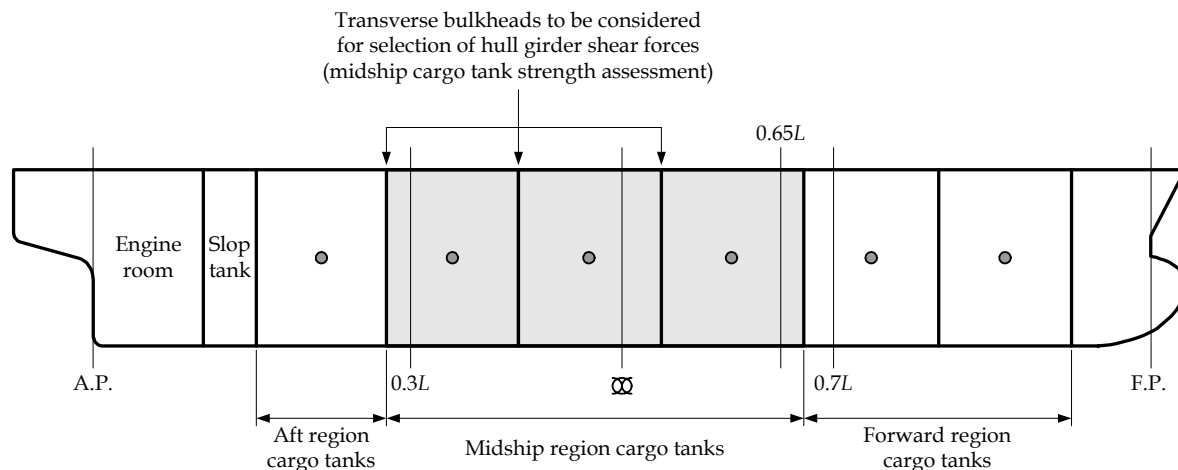 Transverse bulkheads to be considered
for selection of hull girder shear forces
(midship cargo tank strength assessment)
0.65L
Engine
room
Slop
tank
A.P.
0.3L
0.7L
F.P.
Aft region
cargo tanks
Midship region cargo tanks
Forward region
cargo tanks